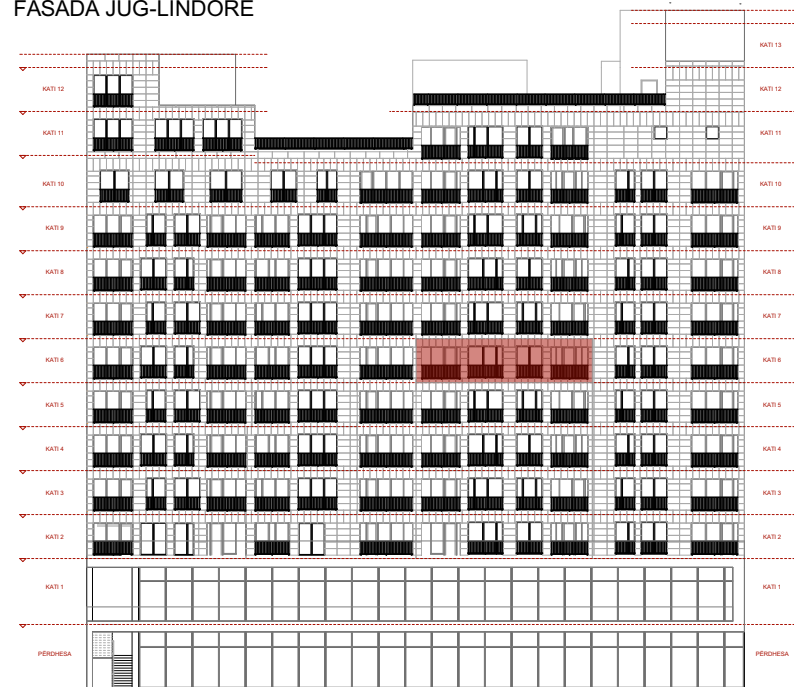 FASADA JUG-LINDORE
KATI 13
KATI 12
KATI 12
KATI 11
KATI 11
KATI 10
KATI 10
KATI 9
KATI 9
KATI 8
KATI 8
KATI 7
KATI 7
KATI 6
KATI 6
KATI 5
KATI 5
KATI 4
KATI 4
KATI 3
KATI 3
KATI 2
KATI 2
KATI 1
KATI 1
PËRDHESA
PËRDHESA